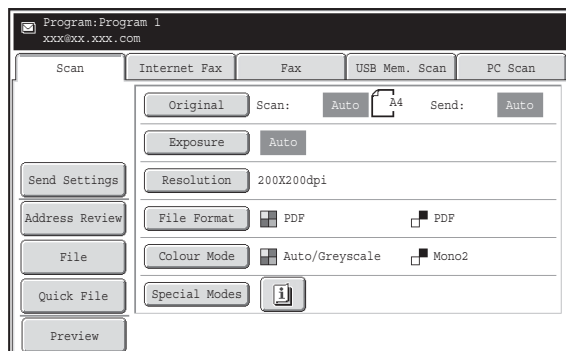 Program:Program 1
xxx@xx.xxx.com
Scan Internet Fax Fax USB Mem. Scan PC Scan
Original Scan: Auto A4 Send: Auto
Exposure Auto
Send Settings Resolution 200X200dpi
Address Review File Format PDF PDF
File Colour Mode Auto/Greyscale Mono2
Quick File Special Modes
Preview